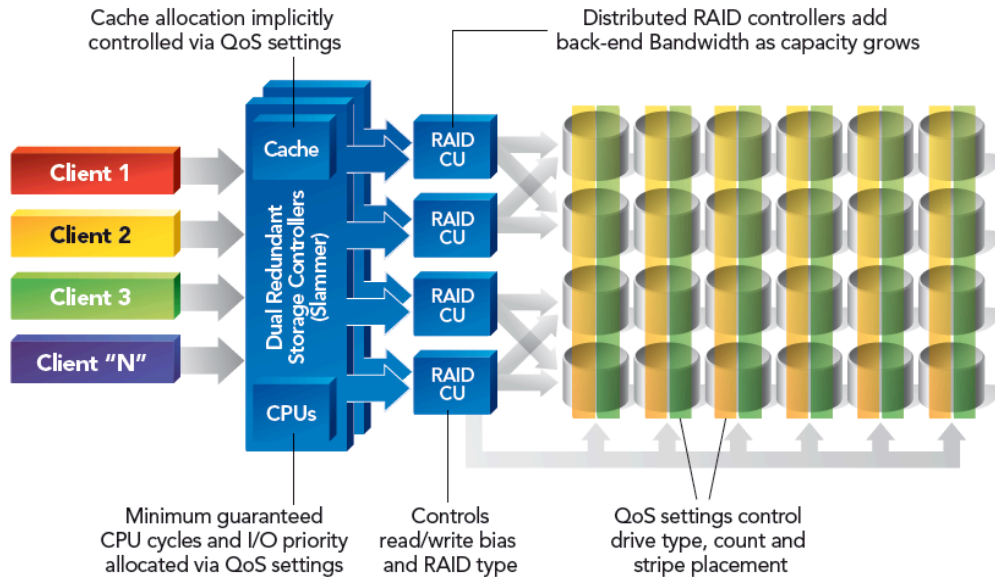 Cache allocation implicitly
controlled via QoS settings
Distributed RAID controllers add
back-end Bandwidth as capacity grows
Client 1
Client 2
Client 3
Client “N”
Cache
Dual Redundant
Storage Controllers
(Slammer)
CPUs
RAID
CU
RAID
CU
RAID
CU
RAID
CU
Minimum guaranteed
CPU cycles and I/O priority
allocated via QoS settings
Controls
read/write bias
and RAID type
QoS settings control
drive type, count and
stripe placement